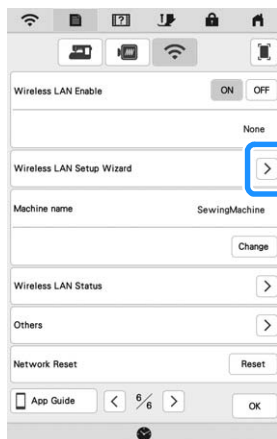 Wireless LAN Enable ON OFF
None
Wireless LAN Setup Wizard
Machine name SewingMachine
Change
Wireless LAN Status
Others
Network Reset Reset
App Guide 6/6 OK